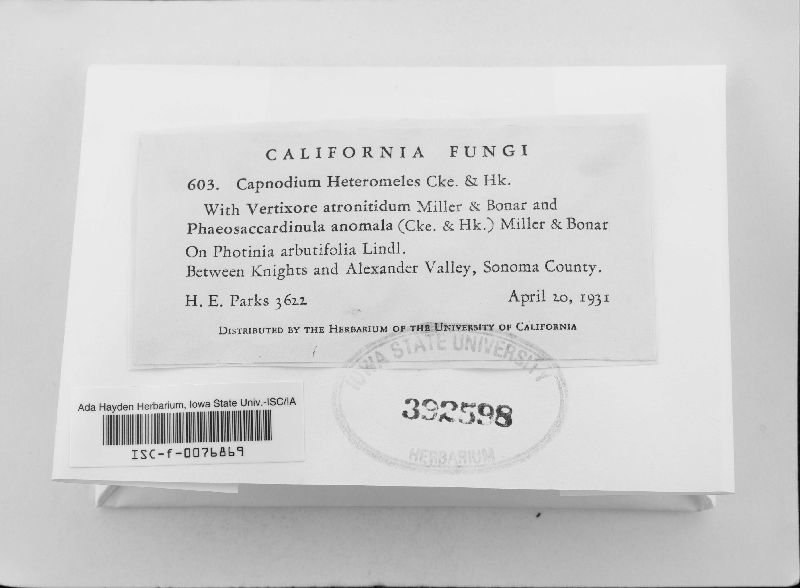 CALIFORNIA FUNGI
603. Capnodium Heteromeles Cke. & Hk.
With Vertixore atronitidum Miller & Bonar and
Phaeosaccardinula anomala (Cke. & Hk.) Miller & Bonar
On Photinia arbutifolia Lindl.
Between Knights and Alexander Valley, Sonoma County.
H. E. Parks 3622 April 20, 1931
DISTRIBUTED BY THE HERBARIUM OF THE UNIVERSITY OF CALIFORNIA
IOWA STATE UNIVERSITY
392598
HERBARIUM
Ada Hayden Herbarium, Iowa State Univ.-ISC/IA
ISC-f-0076869